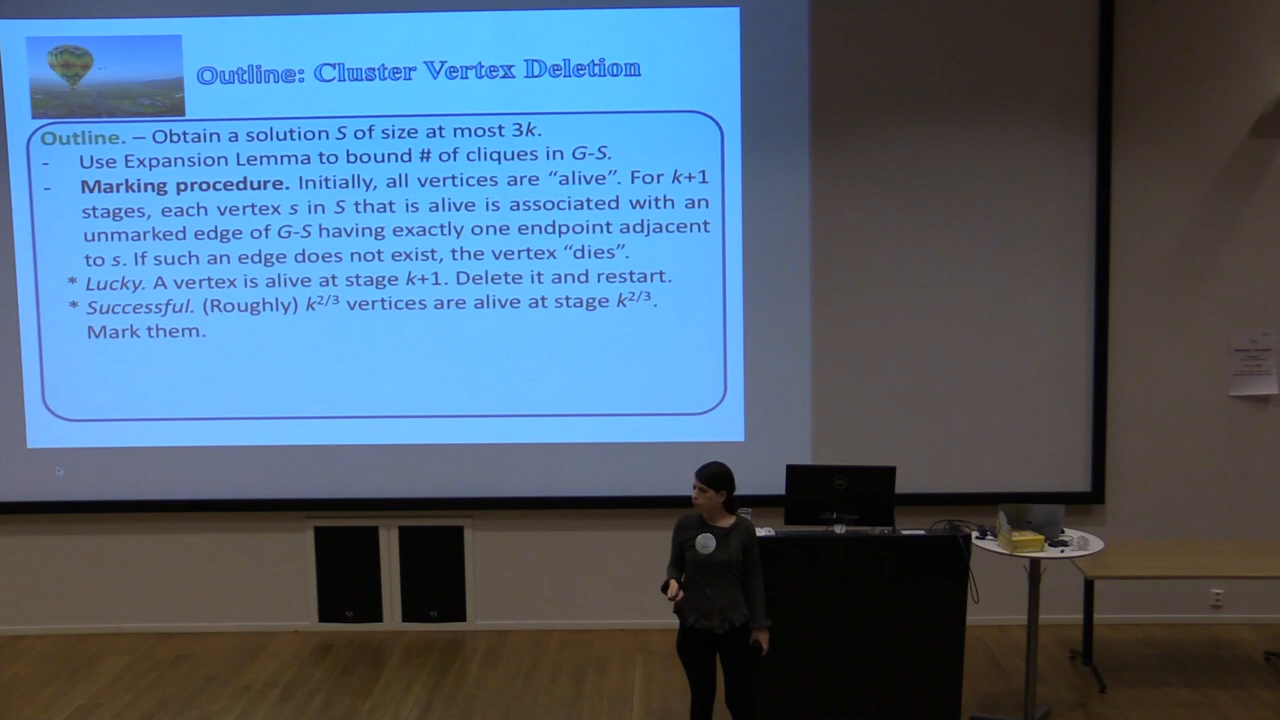 Outline: Cluster Vertex Deletion
Outline. – Obtain a solution S of size at most 3k.
- Use Expansion Lemma to bound # of cliques in G-S.
- Marking procedure. Initially, all vertices are “alive”. For k+1
stages, each vertex s in S that is alive is associated with an
unmarked edge of G-S having exactly one endpoint adjacent
to s. If such an edge does not exist, the vertex “dies”.
* Lucky. A vertex is alive at stage k+1. Delete it and restart.
* Successful. (Roughly) k^{2/3} vertices are alive at stage k^{2/3}.
Mark them.